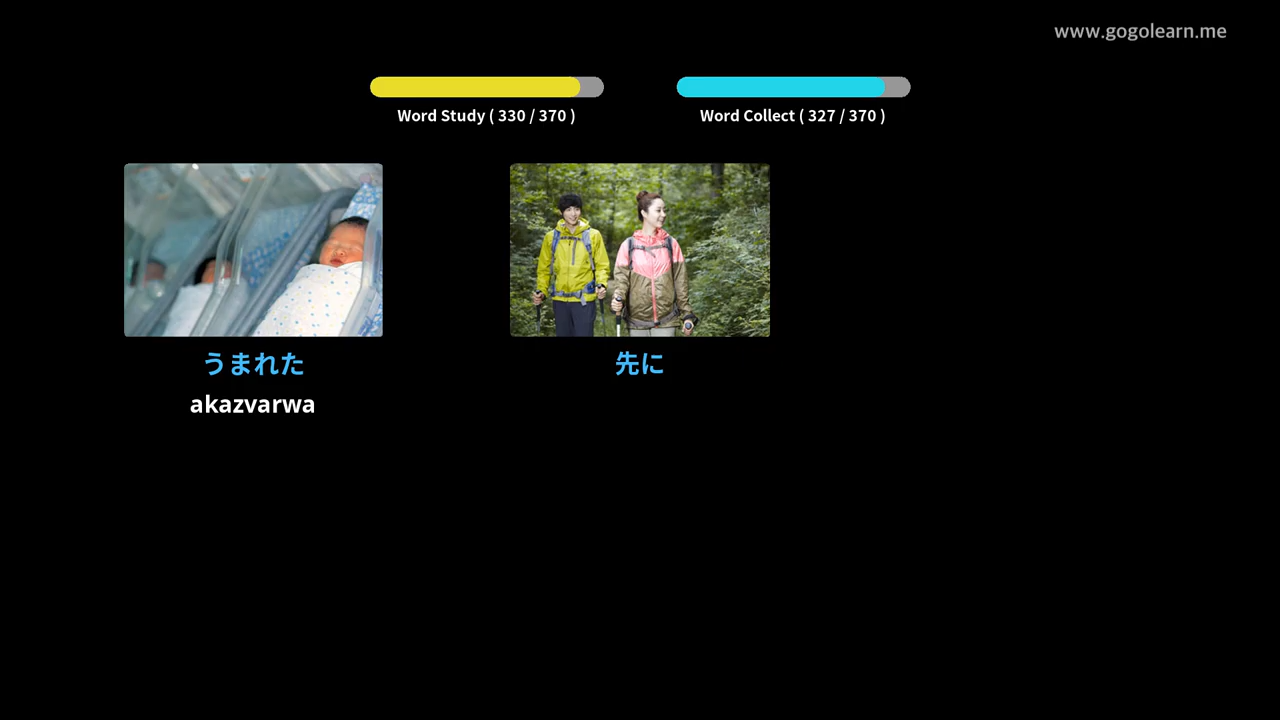 www.gogolearn.me
Word Study ( 330 / 370 )
Word Collect ( 327 / 370 )
うまれた
先に
akazvarwa